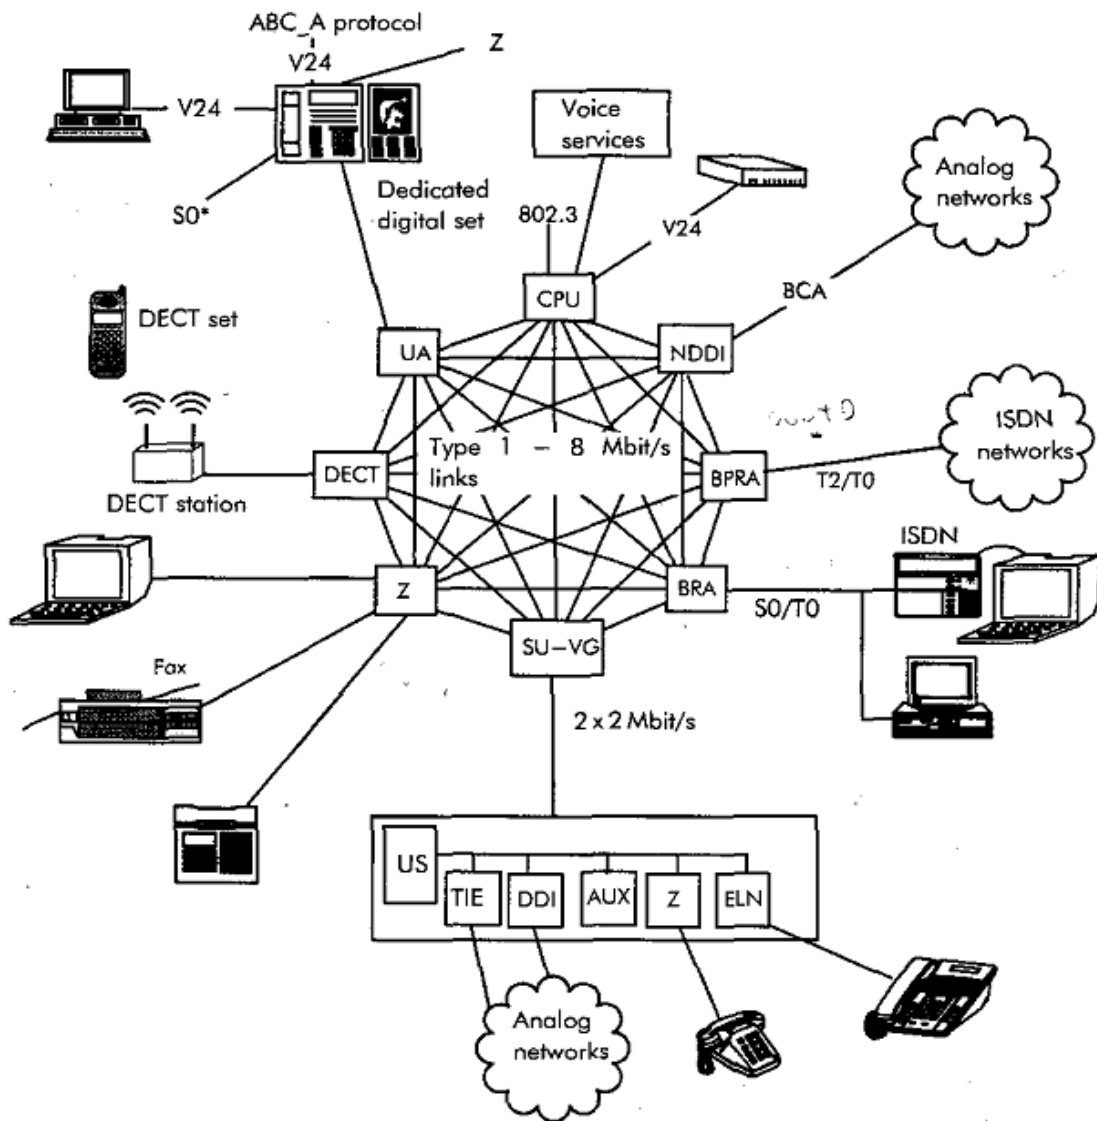 ABC_A protocol
V24
Z
V24
Voice
services
Analog
networks
S0*
Dedicated
digital set
802.3
V24
CPU
BCA
DECT set
UA
NDDI
ISDN
networks
Type 1 – 8 Mbit/s
links
DECT
BPRA
T2/T0
DECT station
ISDN
Z
BRA
S0/T0
SU–VG
Fax
2 x 2 Mbit/s
US
TIE
DDI
AUX
Z
ELN
Analog
networks